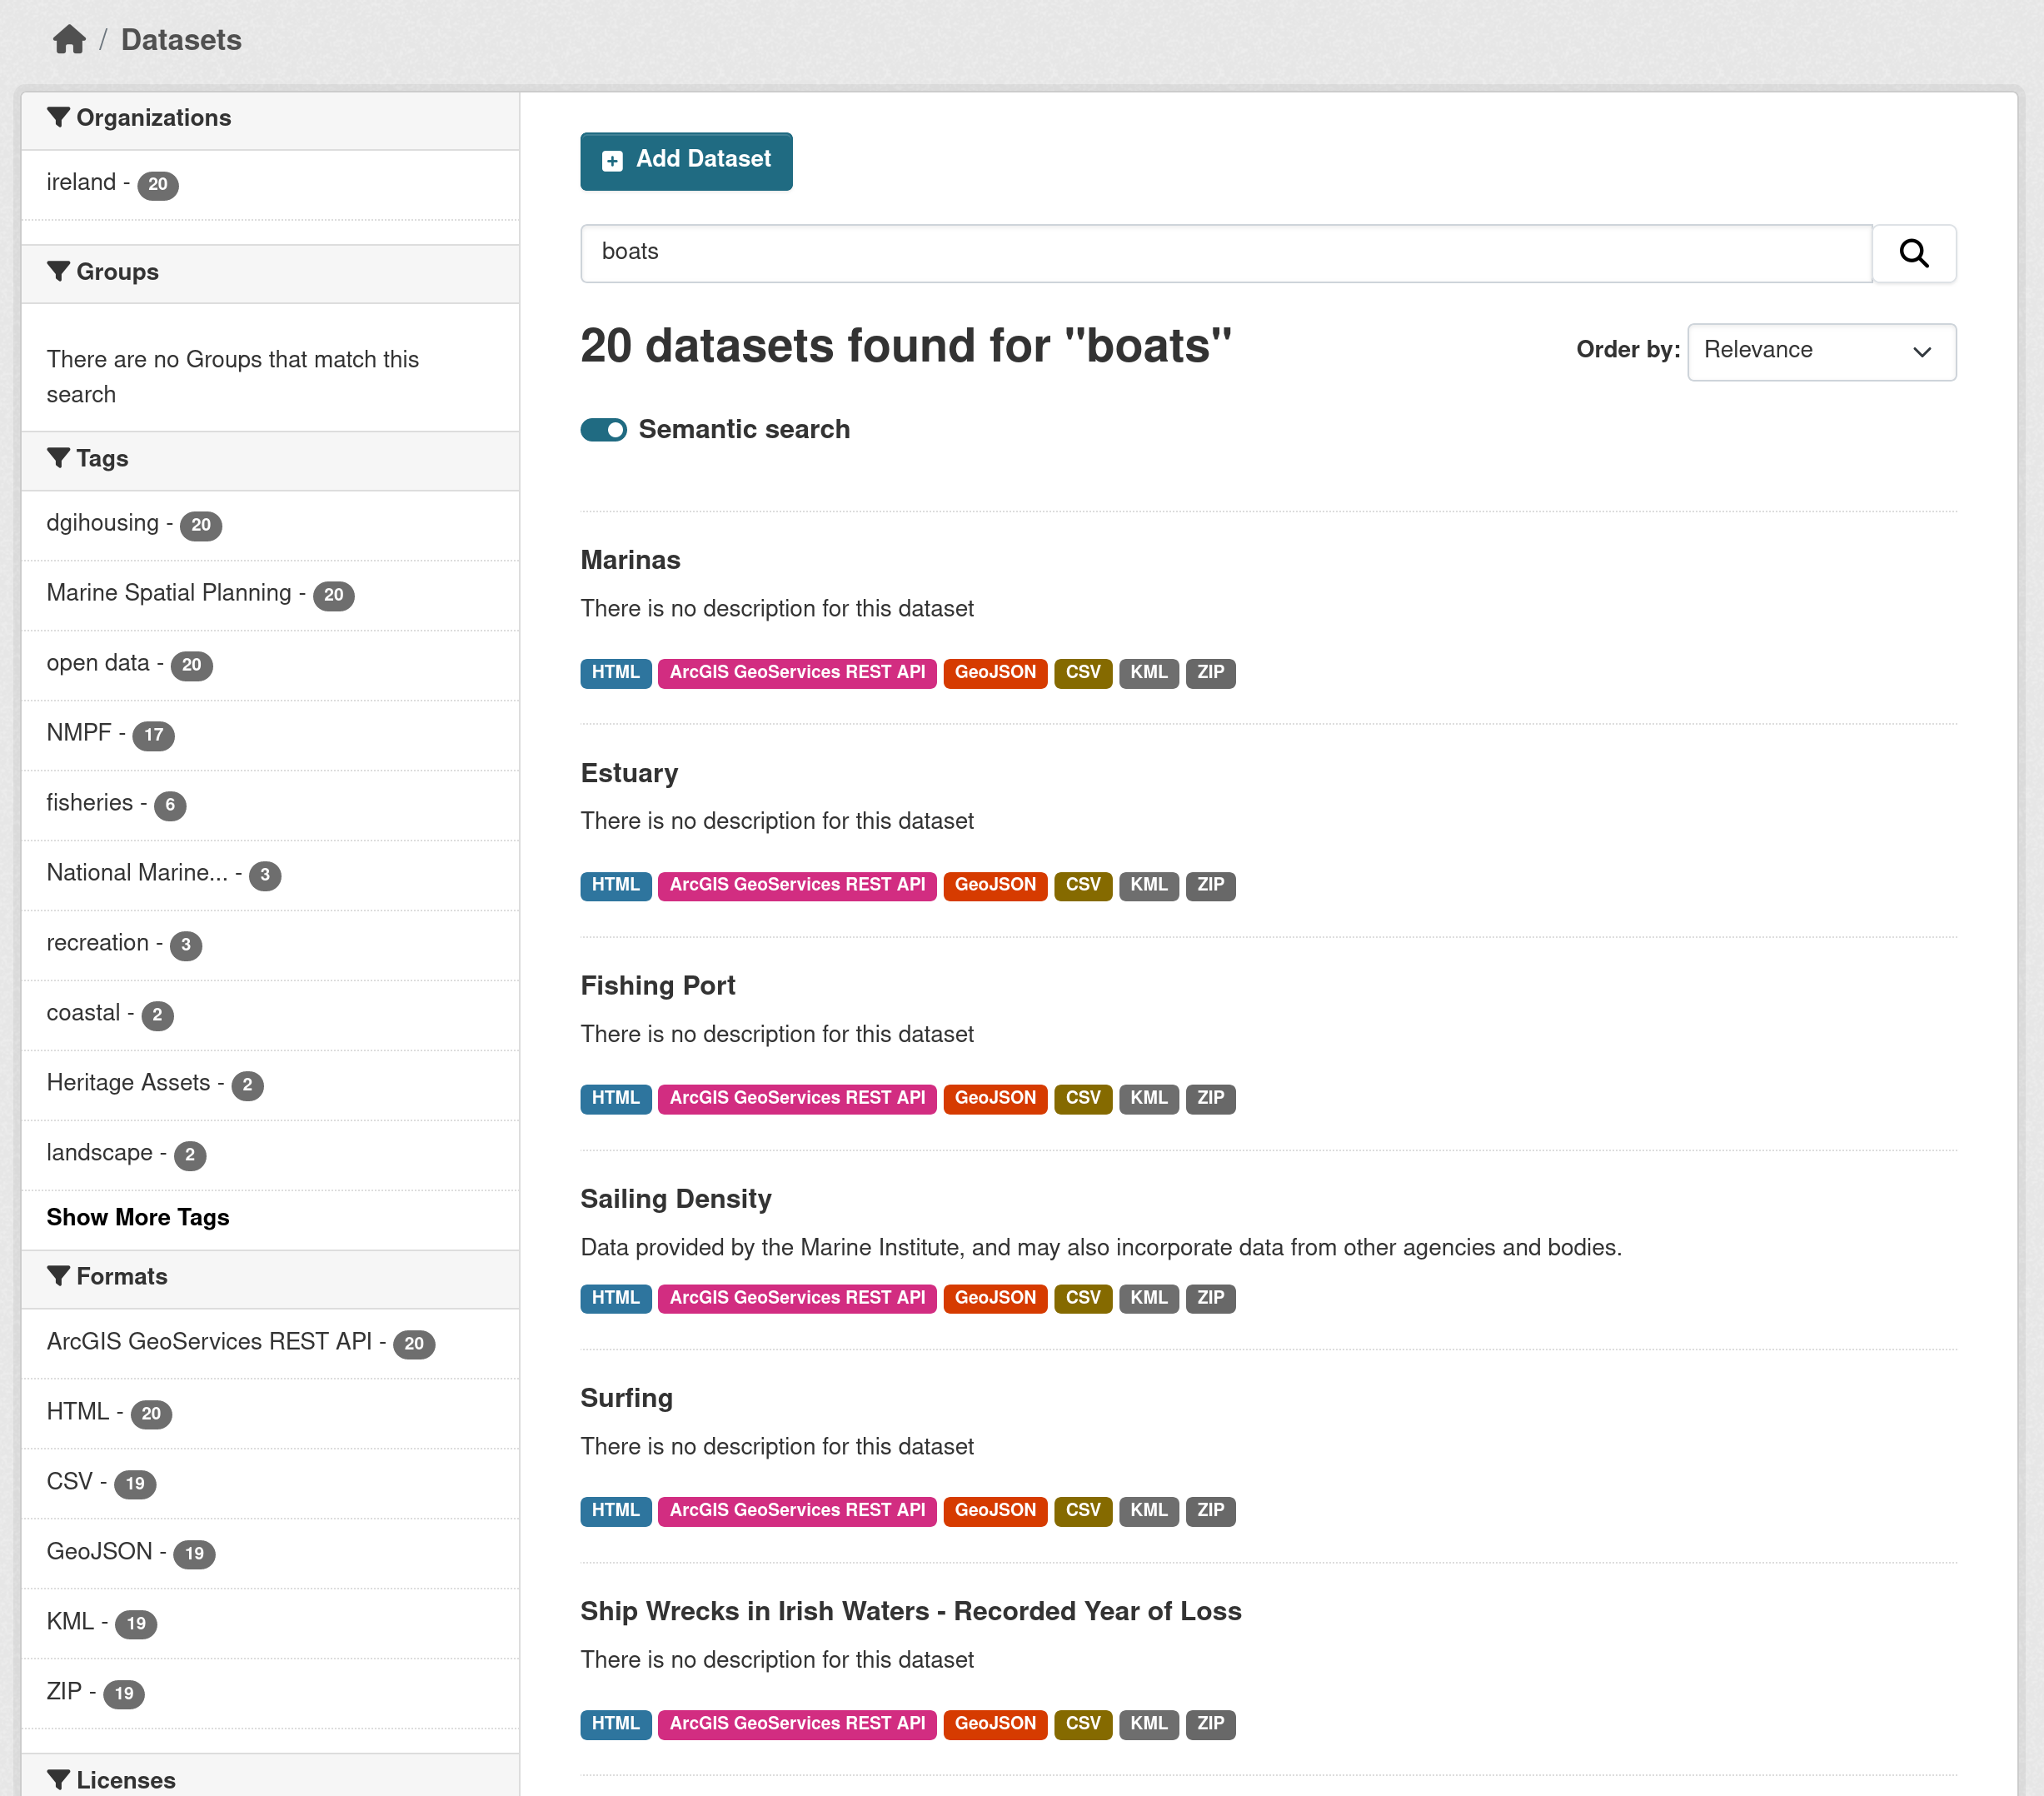 / Datasets
Organizations
ireland - 20
Groups
There are no Groups that match this
search
Tags
dgihousing - 20
Marine Spatial Planning - 20
open data - 20
NMPF - 17
fisheries - 6
National Marine... - 3
recreation - 3
coastal - 2
Heritage Assets - 2
landscape - 2
Show More Tags
Formats
ArcGIS GeoServices REST API - 20
HTML - 20
CSV - 19
GeoJSON - 19
KML - 19
ZIP - 19
Licenses
Add Dataset
boats
20 datasets found for "boats"
Order by: Relevance
Semantic search
Marinas
There is no description for this dataset
HTML ArcGIS GeoServices REST API GeoJSON CSV KML ZIP
Estuary
There is no description for this dataset
HTML ArcGIS GeoServices REST API GeoJSON CSV KML ZIP
Fishing Port
There is no description for this dataset
HTML ArcGIS GeoServices REST API GeoJSON CSV KML ZIP
Sailing Density
Data provided by the Marine Institute, and may also incorporate data from other agencies and bodies.
HTML ArcGIS GeoServices REST API GeoJSON CSV KML ZIP
Surfing
There is no description for this dataset
HTML ArcGIS GeoServices REST API GeoJSON CSV KML ZIP
Ship Wrecks in Irish Waters - Recorded Year of Loss
There is no description for this dataset
HTML ArcGIS GeoServices REST API GeoJSON CSV KML ZIP